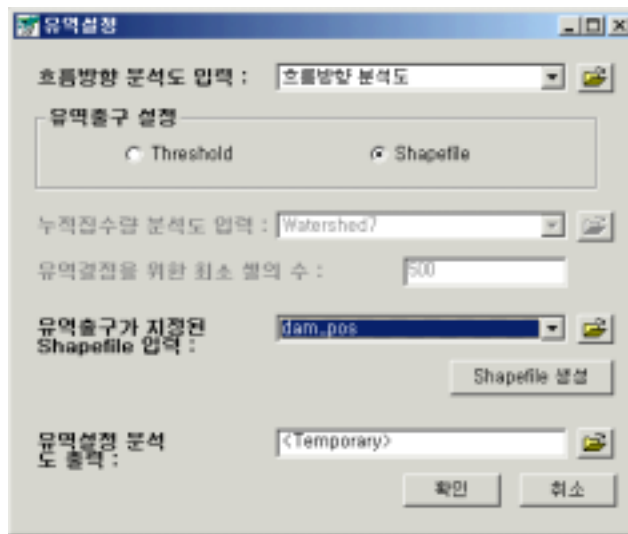 유역설정
흐름방향 분석도 입력 : 흐름방향 분석도
유역출구 설정
Threshold Shapefile
누적집수량 분석도 입력 : Watershed7
유역결정을 위한 최소 셀의 수 : 500
유역출구가 지정된
Shapefile 입력 : dam_pos
Shapefile 생성
유역설정 분석
도 출력 : <Temporary>
확인 취소